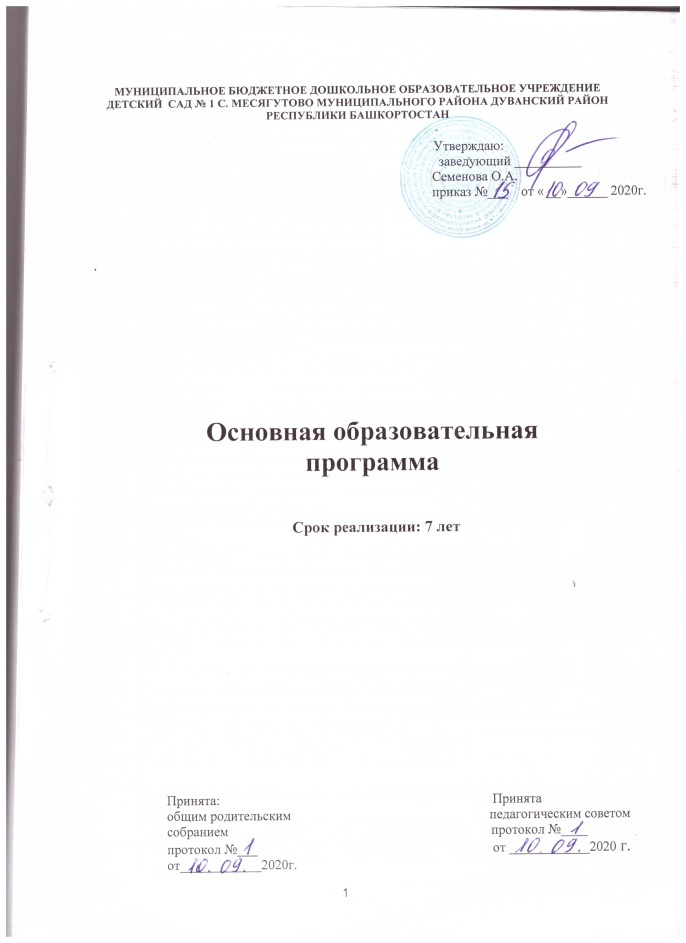 МУНИЦИПАЛЬНОЕ БЮДЖЕТНОЕ ДОШКОЛЬНОЕ ОБРАЗОВАТЕЛЬНОЕ УЧРЕЖДЕНИЕ
ДЕТСКИЙ САД № 1 С. МЕСЯГУТОВО МУНИЦИПАЛЬНОГО РАЙОНА ДУВАНСКИЙ РАЙОН
РЕСПУБЛИКИ БАШКОРТОСТАН
Утверждаю:
заведующий __________
Семенова О.А.
приказ № 15 от «10» 09 2020г.
Основная образовательная
программа
Срок реализации: 7 лет
Принята:
общим родительским
собранием
протокол № 1
от 10. 09. 2020г.
Принята
педагогическим советом
протокол № 1
от 10. 09. 2020 г.
1